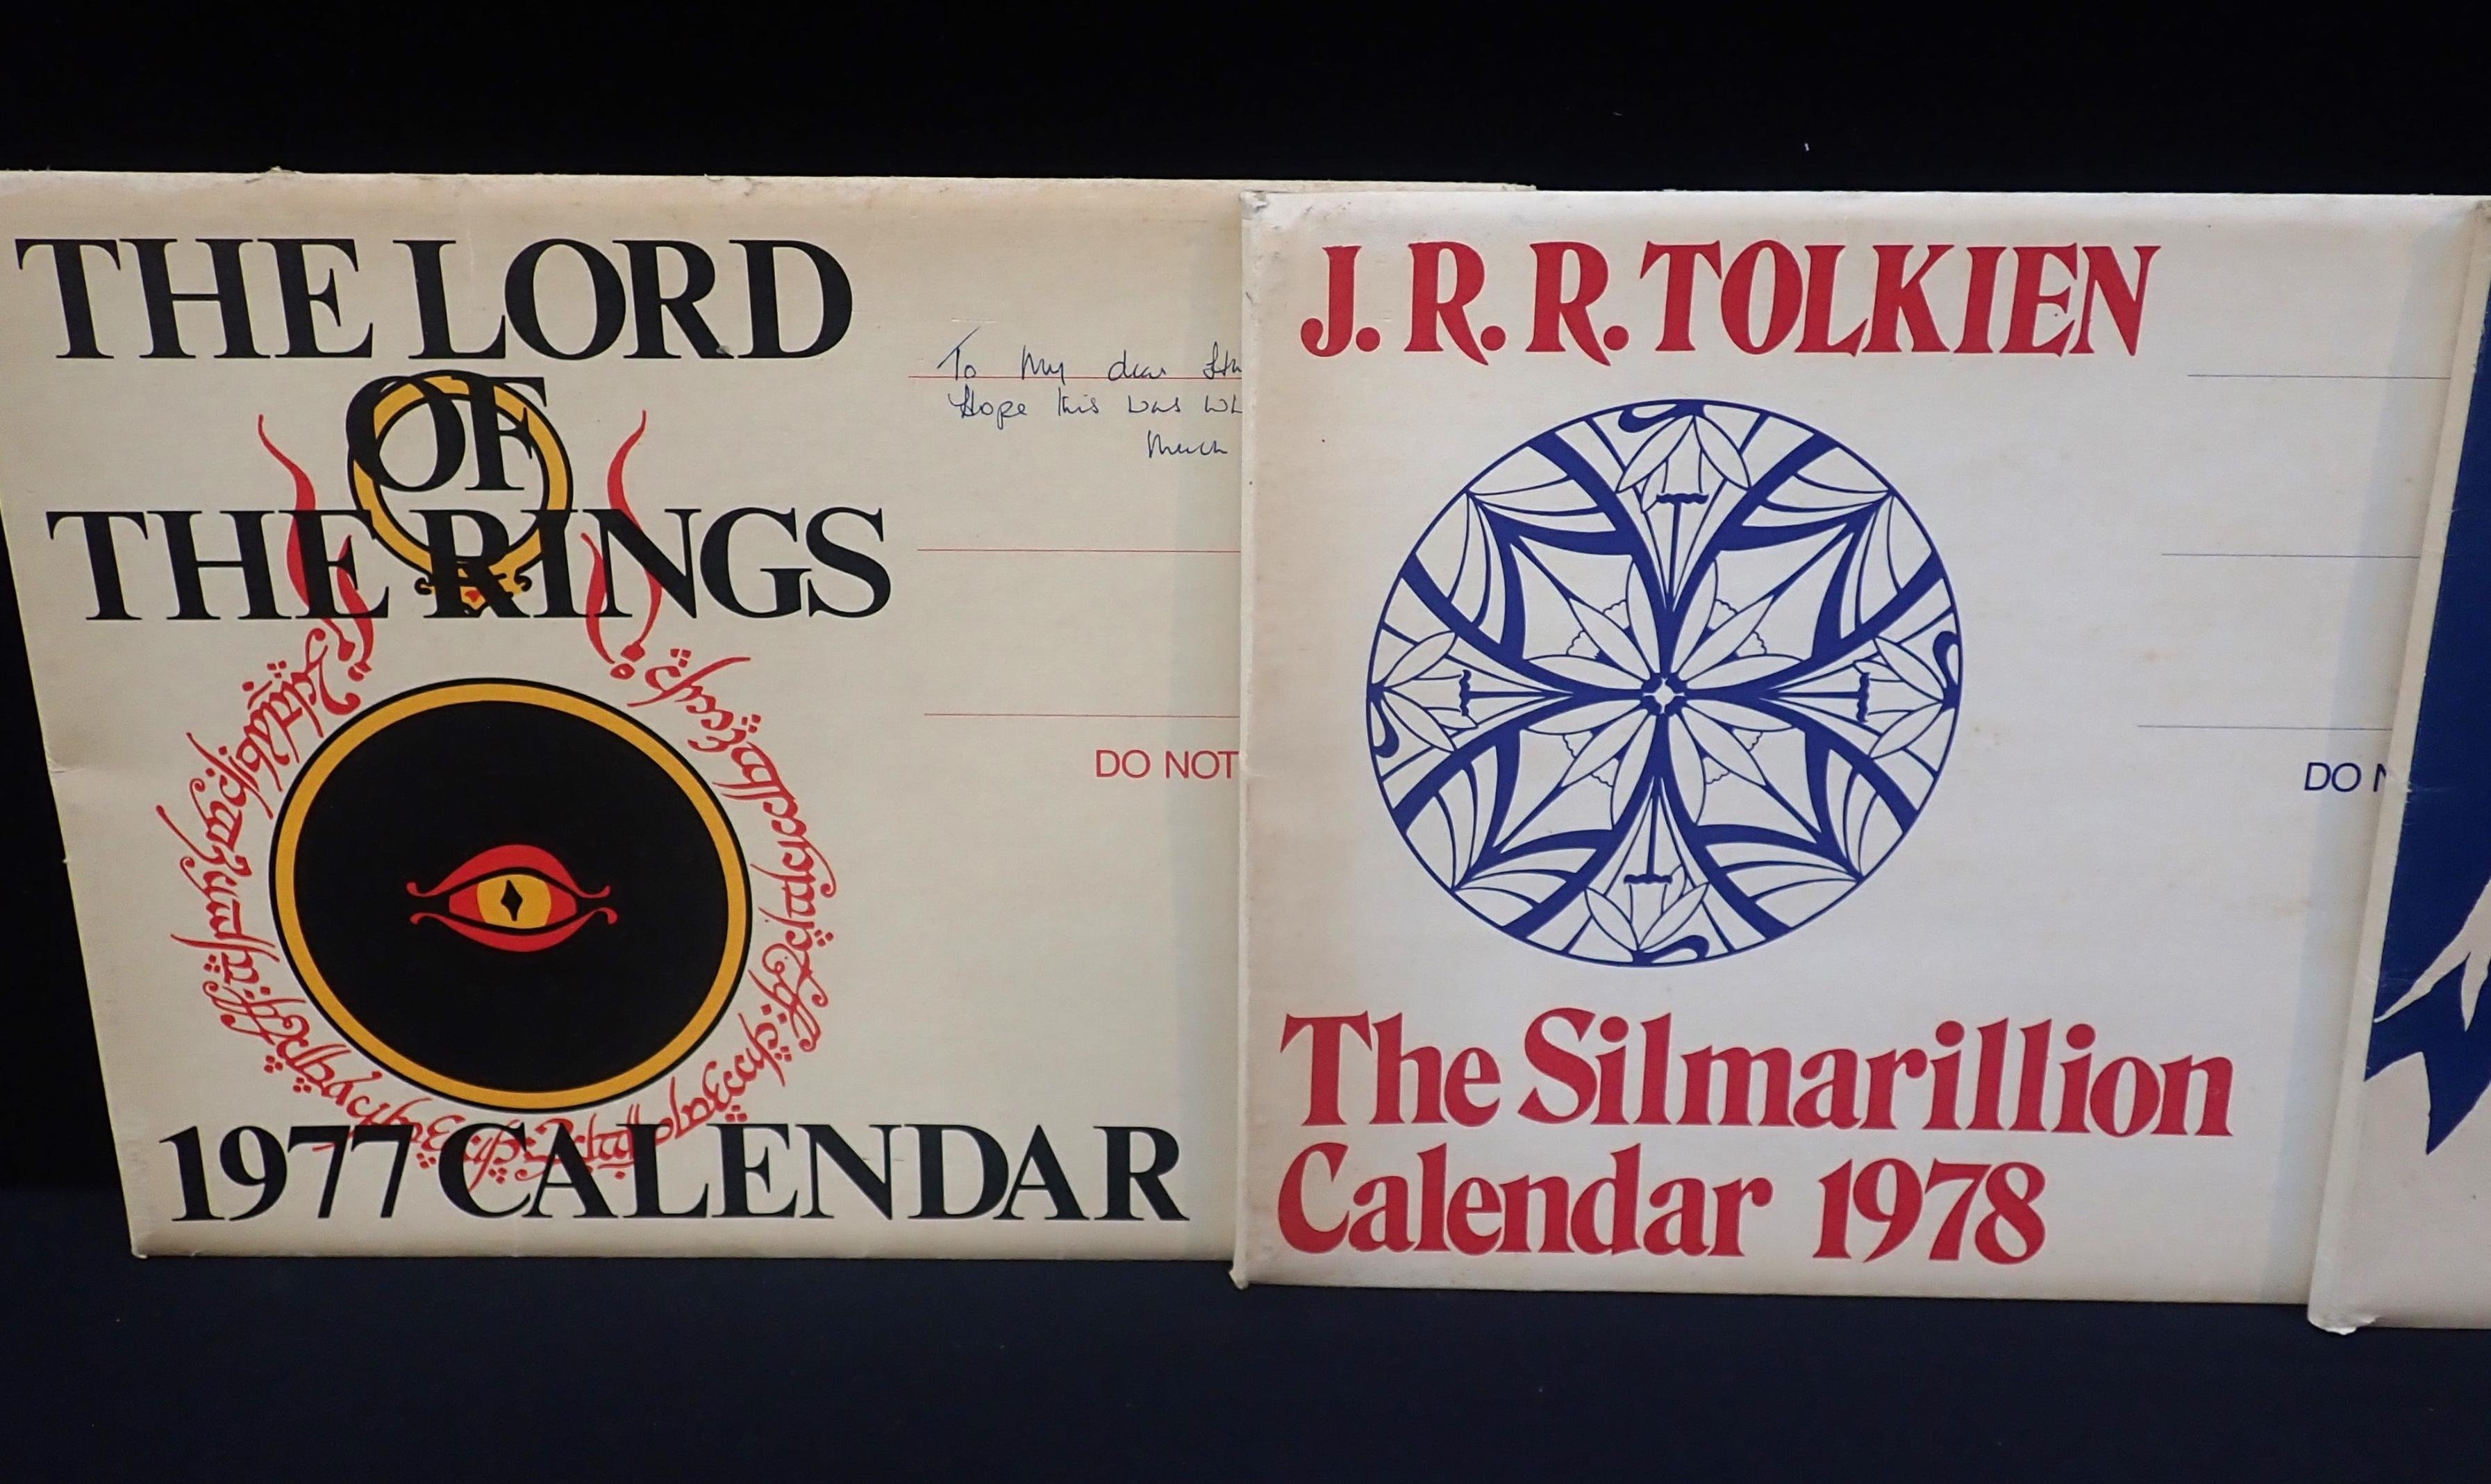 THE LORD
OF
THE RINGS
1977 CALENDAR
To My dear
Hope this was
Much
DO NOT
J. R. R. TOLKIEN
The Silmarillion
Calendar 1978
DO